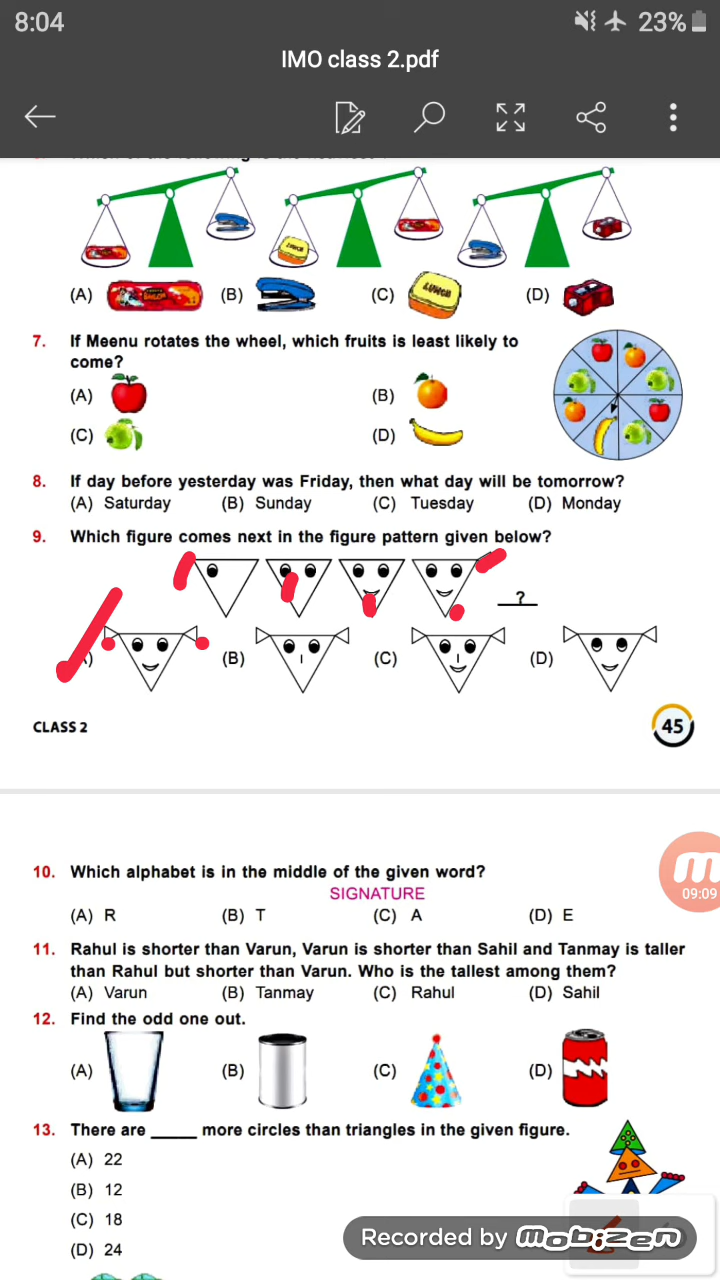 8:04 23%
IMO class 2.pdf
LUNCH
(A) (B) (C) LUNCH (D)
7. If Meenu rotates the wheel, which fruits is least likely to
come?
(A) (B)
(C) (D)
8. If day before yesterday was Friday, then what day will be tomorrow?
(A) Saturday (B) Sunday (C) Tuesday (D) Monday
9. Which figure comes next in the figure pattern given below?
?
(B) (C) (D)
CLASS 2 45
10. Which alphabet is in the middle of the given word?
SIGNATURE
(A) R (B) T (C) A (D) E
m
09:09
11. Rahul is shorter than Varun, Varun is shorter than Sahil and Tanmay is taller
than Rahul but shorter than Varun. Who is the tallest among them?
(A) Varun (B) Tanmay (C) Rahul (D) Sahil
12. Find the odd one out.
(A) (B) (C) (D)
13. There are _____ more circles than triangles in the given figure.
(A) 22
(B) 12
(C) 18
(D) 24
Recorded by mobizen